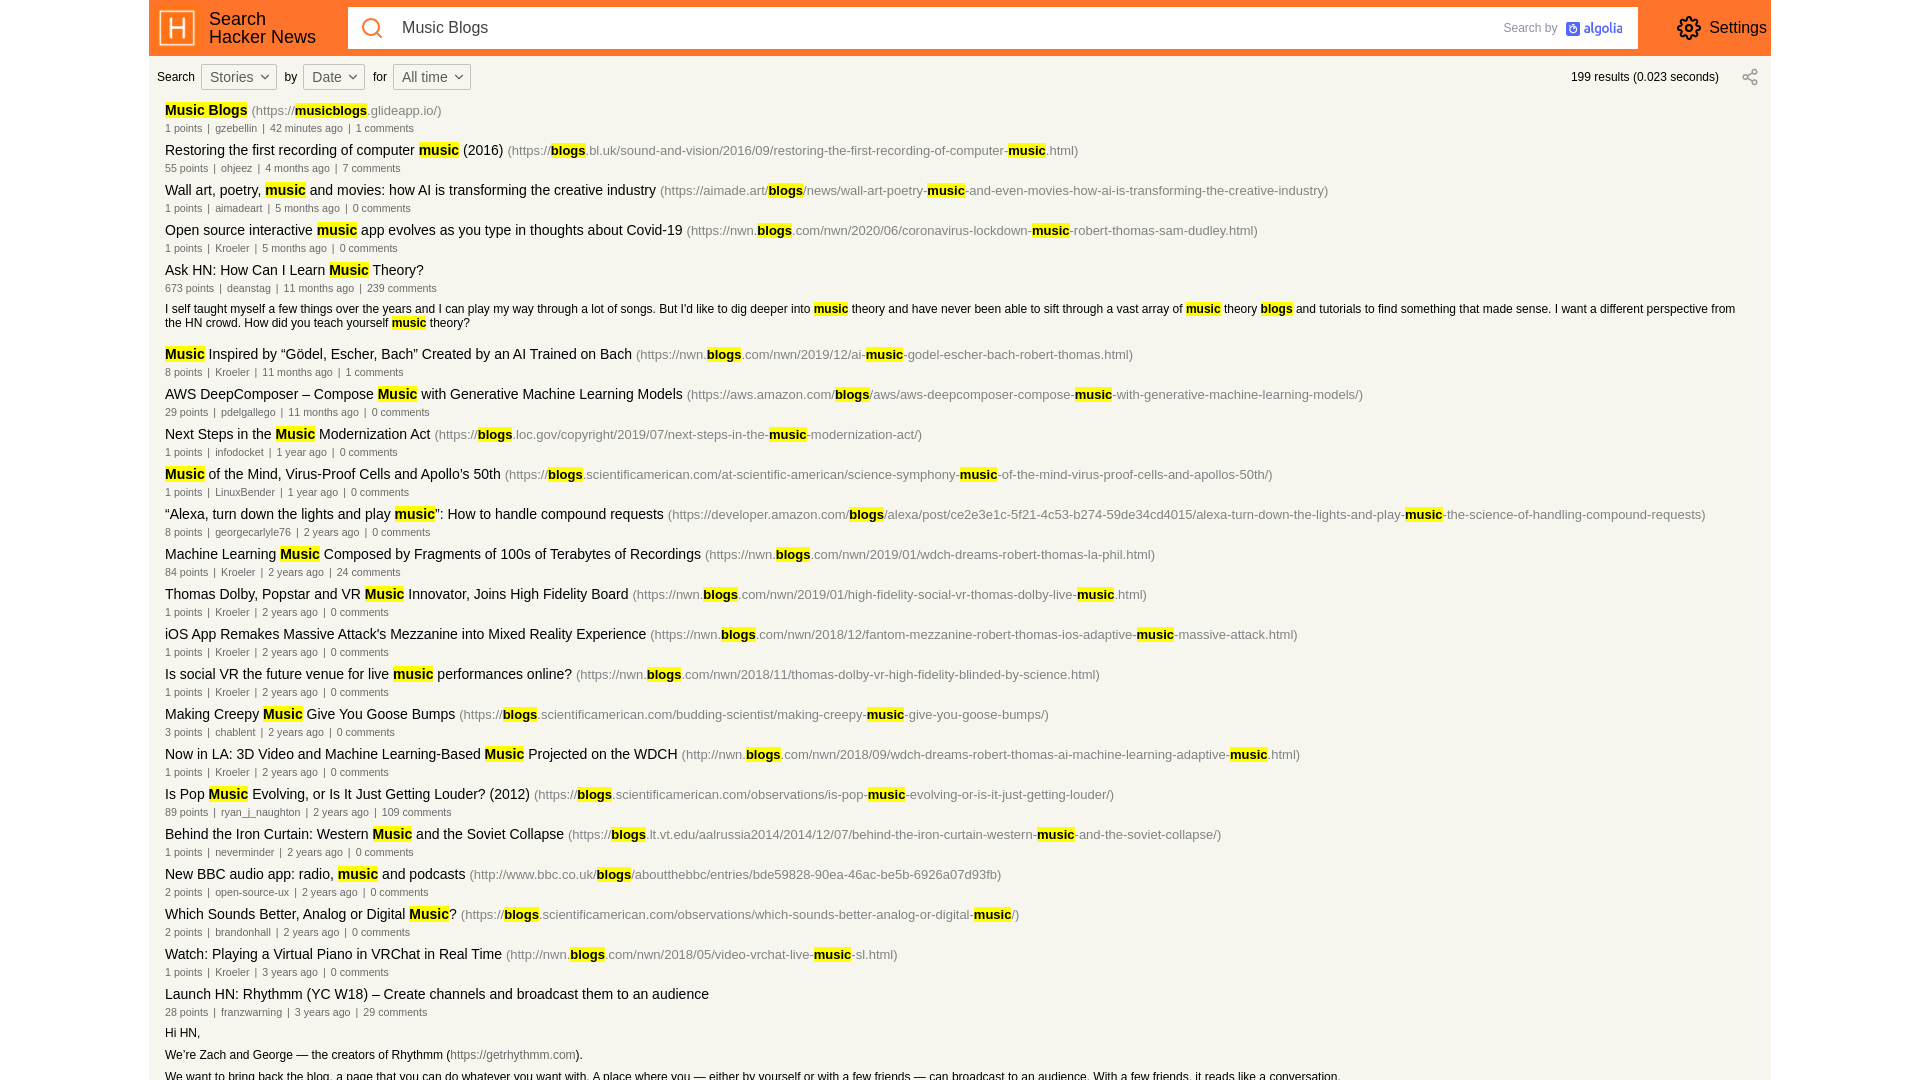 Search
Hacker News
Music Blogs
Search by algolia
Settings
Search Stories by Date for All time
199 results (0.023 seconds)
Music Blogs (https://musicblogs.glideapp.io/)
1 points | gzebellin | 42 minutes ago | 1 comments
Restoring the first recording of computer music (2016) (https://blogs.bl.uk/sound-and-vision/2016/09/restoring-the-first-recording-of-computer-music.html)
55 points | ohjeez | 4 months ago | 7 comments
Wall art, poetry, music and movies: how AI is transforming the creative industry (https://aimade.art/blogs/news/wall-art-poetry-music-and-even-movies-how-ai-is-transforming-the-creative-industry)
1 points | aimadeart | 5 months ago | 0 comments
Open source interactive music app evolves as you type in thoughts about Covid-19 (https://nwn.blogs.com/nwn/2020/06/coronavirus-lockdown-music-robert-thomas-sam-dudley.html)
1 points | Kroeler | 5 months ago | 0 comments
Ask HN: How Can I Learn Music Theory?
673 points | deanstag | 11 months ago | 239 comments
I self taught myself a few things over the years and I can play my way through a lot of songs. But I'd like to dig deeper into music theory and have never been able to sift through a vast array of music theory blogs and tutorials to find something that made sense. I want a different perspective from
the HN crowd. How did you teach yourself music theory?
Music Inspired by “Gödel, Escher, Bach” Created by an AI Trained on Bach (https://nwn.blogs.com/nwn/2019/12/ai-music-godel-escher-bach-robert-thomas.html)
8 points | Kroeler | 11 months ago | 1 comments
AWS DeepComposer – Compose Music with Generative Machine Learning Models (https://aws.amazon.com/blogs/aws/aws-deepcomposer-compose-music-with-generative-machine-learning-models/)
29 points | pdelgallego | 11 months ago | 0 comments
Next Steps in the Music Modernization Act (https://blogs.loc.gov/copyright/2019/07/next-steps-in-the-music-modernization-act/)
1 points | infodocket | 1 year ago | 0 comments
Music of the Mind, Virus-Proof Cells and Apollo’s 50th (https://blogs.scientificamerican.com/at-scientific-american/science-symphony-music-of-the-mind-virus-proof-cells-and-apollos-50th/)
1 points | LinuxBender | 1 year ago | 0 comments
“Alexa, turn down the lights and play music”: How to handle compound requests (https://developer.amazon.com/blogs/alexa/post/ce2e3e1c-5f21-4c53-b274-59de34cd4015/alexa-turn-down-the-lights-and-play-music-the-science-of-handling-compound-requests)
8 points | georgecarlyle76 | 2 years ago | 0 comments
Machine Learning Music Composed by Fragments of 100s of Terabytes of Recordings (https://nwn.blogs.com/nwn/2019/01/wdch-dreams-robert-thomas-la-phil.html)
84 points | Kroeler | 2 years ago | 24 comments
Thomas Dolby, Popstar and VR Music Innovator, Joins High Fidelity Board (https://nwn.blogs.com/nwn/2019/01/high-fidelity-social-vr-thomas-dolby-live-music.html)
1 points | Kroeler | 2 years ago | 0 comments
iOS App Remakes Massive Attack's Mezzanine into Mixed Reality Experience (https://nwn.blogs.com/nwn/2018/12/fantom-mezzanine-robert-thomas-ios-adaptive-music-massive-attack.html)
1 points | Kroeler | 2 years ago | 0 comments
Is social VR the future venue for live music performances online? (https://nwn.blogs.com/nwn/2018/11/thomas-dolby-vr-high-fidelity-blinded-by-science.html)
1 points | Kroeler | 2 years ago | 0 comments
Making Creepy Music Give You Goose Bumps (https://blogs.scientificamerican.com/budding-scientist/making-creepy-music-give-you-goose-bumps/)
3 points | chablent | 2 years ago | 0 comments
Now in LA: 3D Video and Machine Learning-Based Music Projected on the WDCH (http://nwn.blogs.com/nwn/2018/09/wdch-dreams-robert-thomas-ai-machine-learning-adaptive-music.html)
1 points | Kroeler | 2 years ago | 0 comments
Is Pop Music Evolving, or Is It Just Getting Louder? (2012) (https://blogs.scientificamerican.com/observations/is-pop-music-evolving-or-is-it-just-getting-louder/)
89 points | ryan_j_naughton | 2 years ago | 109 comments
Behind the Iron Curtain: Western Music and the Soviet Collapse (https://blogs.lt.vt.edu/aalrussia2014/2014/12/07/behind-the-iron-curtain-western-music-and-the-soviet-collapse/)
1 points | neverminder | 2 years ago | 0 comments
New BBC audio app: radio, music and podcasts (http://www.bbc.co.uk/blogs/aboutthebbc/entries/bde59828-90ea-46ac-be5b-6926a07d93fb)
2 points | open-source-ux | 2 years ago | 0 comments
Which Sounds Better, Analog or Digital Music? (https://blogs.scientificamerican.com/observations/which-sounds-better-analog-or-digital-music/)
2 points | brandonhall | 2 years ago | 0 comments
Watch: Playing a Virtual Piano in VRChat in Real Time (http://nwn.blogs.com/nwn/2018/05/video-vrchat-live-music-sl.html)
1 points | Kroeler | 3 years ago | 0 comments
Launch HN: Rhythmm (YC W18) – Create channels and broadcast them to an audience
28 points | franzwarning | 3 years ago | 29 comments
Hi HN,
We’re Zach and George — the creators of Rhythmm (https://getrhythmm.com).
We want to bring back the blog, a page that you can do whatever you want with. A place where you — either by yourself or with a few friends — can broadcast to an audience. With a few friends, it reads like a conversation.